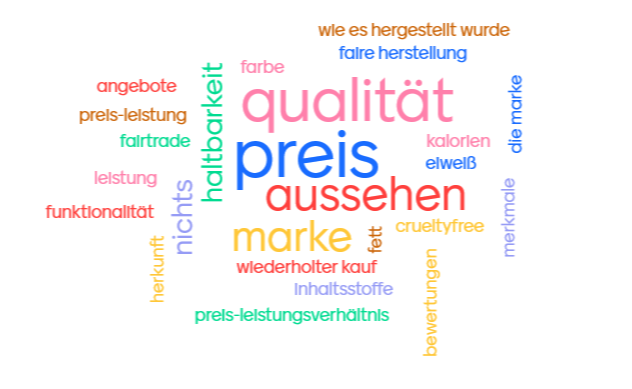 wie es hergestellt wurde
faire herstellung
farbe
angebote
haltbarkeit
qualität
die marke
preis-leistung
fairtrade
preis
kalorien
eiweiß
leistung
aussehen
nichts
merkmale
funktionalität
marke
fett
crueltyfree
herkunft
wiederholter kauf
bewertungen
inhaltsstoffe
preis-leistungsverhältnis